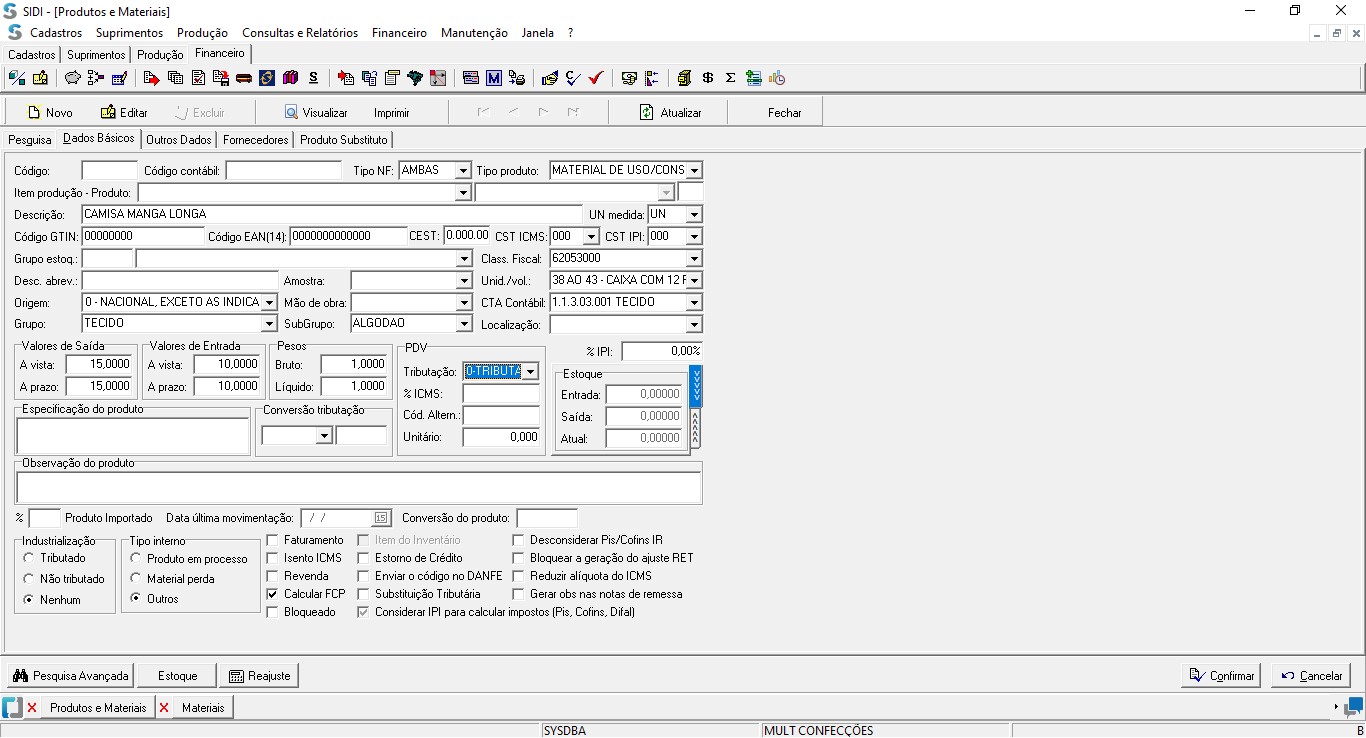 SIDI - [Produtos e Materiais]
Cadastros Suprimentos Produção Consultas e Relatórios Financeiro Manutenção Janela ?
Cadastros Suprimentos Produção Financeiro
Novo Editar Excluir Visualizar Imprimir Atualizar Fechar
Pesquisa Dados Básicos Outros Dados Fornecedores Produto Substituto
Código: Código contábil: Tipo NF: AMBAS Tipo produto: MATERIAL DE USO/CONS
Item produção - Produto:
Descrição: CAMISA MANGA LONGA UN medida: UN
Código GTIN: 00000000 Código EAN(14): 0000000000000 CEST: 0.000.00 CST ICMS: 000 CST IPI: 000
Grupo estoq.: Class. Fiscal: 62053000
Desc. abrev.: Amostra: Unid./vol.: 38 AO 43 - CAIXA COM 12 F
Origem: 0 - NACIONAL, EXCETO AS INDICA Mão de obra: CTA Contábil: 1.1.3.03.001 TECIDO
Grupo: TECIDO SubGrupo: ALGODAO Localização:
Valores de Saída Valores de Entrada Pesos PDV % IPI: 0,00%
A vista: 15,0000 A vista: 10,0000 Bruto: 1,0000 Tributação: 0-TRIBUTA Estoque
A prazo: 15,0000 A prazo: 10,0000 Líquido: 1,0000 % ICMS: Entrada: 0,00000
Especificação do produto Conversão tributação Cód. Altern.: Saída: 0,00000
Unitário: 0,000 Atual: 0,00000
Observação do produto
% Produto Importado Data última movimentação: / / 15 Conversão do produto:
Industrialização Tipo interno Faturamento Item do Inventário Desconsiderar Pis/Cofins IR
Tributado Produto em processo Isento ICMS Estorno de Crédito Bloquear a geração do ajuste RET
Não tributado Material perda Revenda Enviar o código no DANFE Reduzir alíquota do ICMS
Nenhum Outros Calcular FCP Substituição Tributária Gerar obs nas notas de remessa
Bloqueado Considerar IPI para calcular impostos (Pis, Cofins, Difal)
Pesquisa Avançada Estoque Reajuste Confirmar Cancelar
Produtos e Materiais Materiais
SYSDBA MULT CONFECÇÕES B